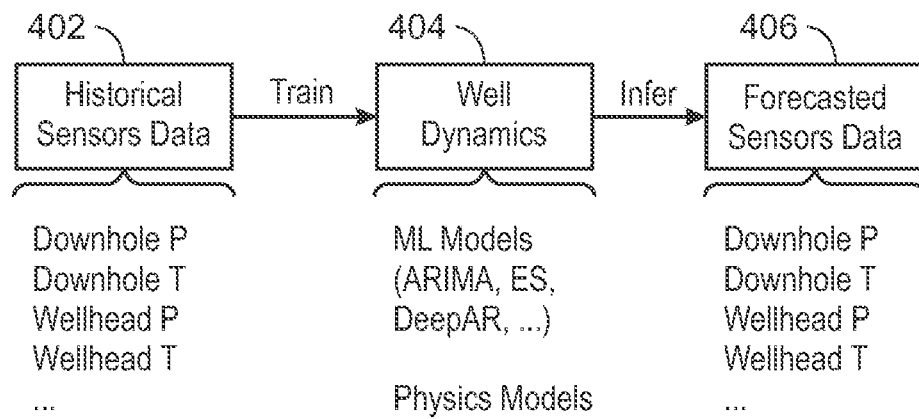 402
404
406
Historical
Sensors Data
Train
Well
Dynamics
Infer
Forecasted
Sensors Data
Downhole P
Downhole T
Wellhead P
Wellhead T
...
ML Models
(ARIMA, ES,
DeepAR, ...)
Physics Models
Downhole P
Downhole T
Wellhead P
Wellhead T
...